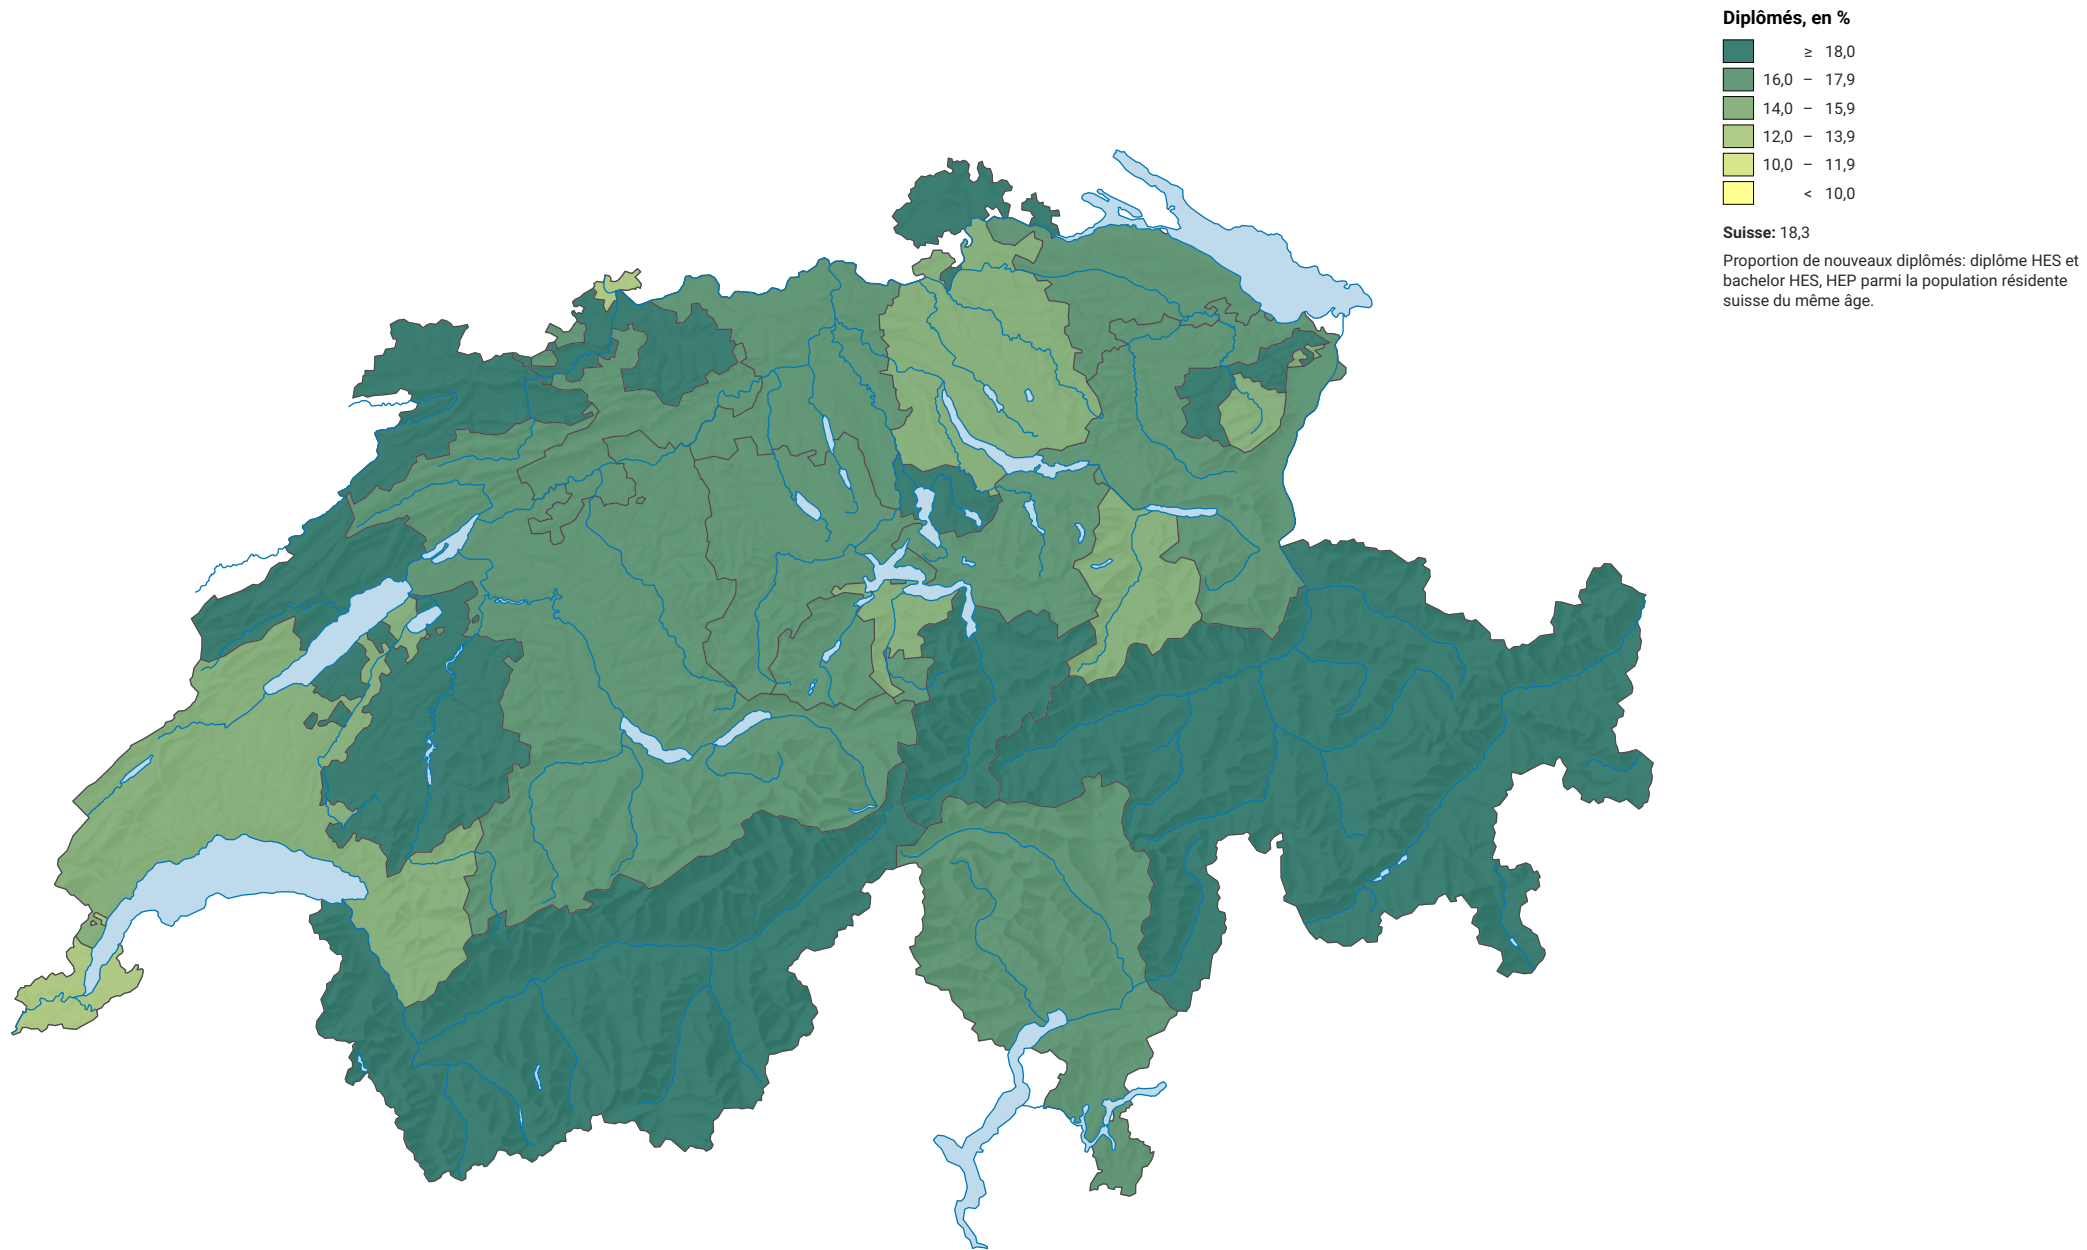 Diplômés, en %
≥ 18,0
16,0 – 17,9
14,0 – 15,9
12,0 – 13,9
10,0 – 11,9
< 10,0
Suisse: 18,3
Proportion de nouveaux diplômés: diplôme HES et
bachelor HES, HEP parmi la population résidente
suisse du même âge.